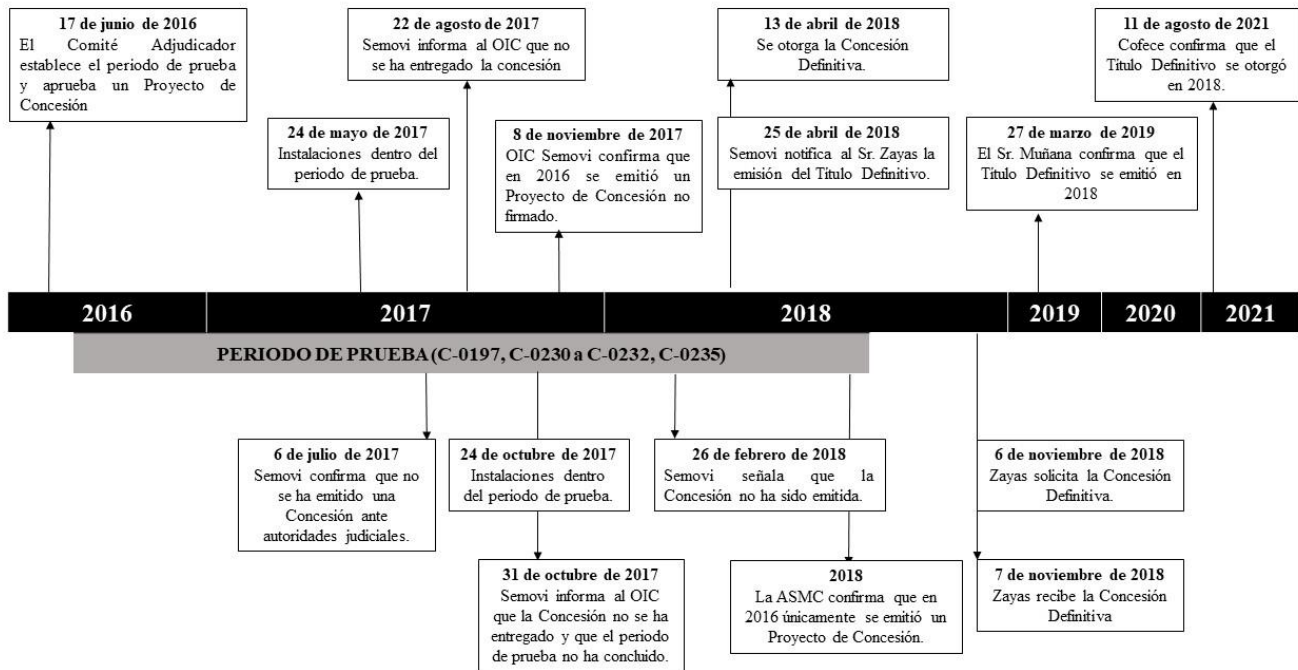 17 de junio de 2016
El Comité Adjudicador
establece el periodo de prueba
y aprueba un Proyecto de
Concesión
22 de agosto de 2017
Semovi informa al OIC que no
se ha entregado la concesión
13 de abril de 2018
Se otorga la Concesión
Definitiva.
11 de agosto de 2021
Cofece confirma que el
Título Definitivo se otorgó
en 2018.
24 de mayo de 2017
Instalaciones dentro del
periodo de prueba.
8 de noviembre de 2017
OIC Semovi confirma que
en 2016 se emitió un
Proyecto de Concesión no
firmado.
25 de abril de 2018
Semovi notifica al Sr. Zayas la
emisión del Título Definitivo.
27 de marzo de 2019
El Sr. Muñana confirma que el
Título Definitivo se emitió en
2018
2016 2017 2018 2019 2020 2021
PERIODO DE PRUEBA (C-0197, C-0230 a C-0232, C-0235)
6 de julio de 2017
Semovi confirma que no
se ha emitido una
Concesión ante
autoridades judiciales.
24 de octubre de 2017
Instalaciones dentro
del periodo de prueba.
26 de febrero de 2018
Semovi señala que la
Concesión no ha sido emitida.
6 de noviembre de 2018
Zayas solicita la Concesión
Definitiva.
31 de octubre de 2017
Semovi informa al OIC
que la Concesión no se ha
entregado y que el periodo
de prueba no ha concluido.
2018
La ASMC confirma que en
2016 únicamente se emitió un
Proyecto de Concesión.
7 de noviembre de 2018
Zayas recibe la Concesión
Definitiva